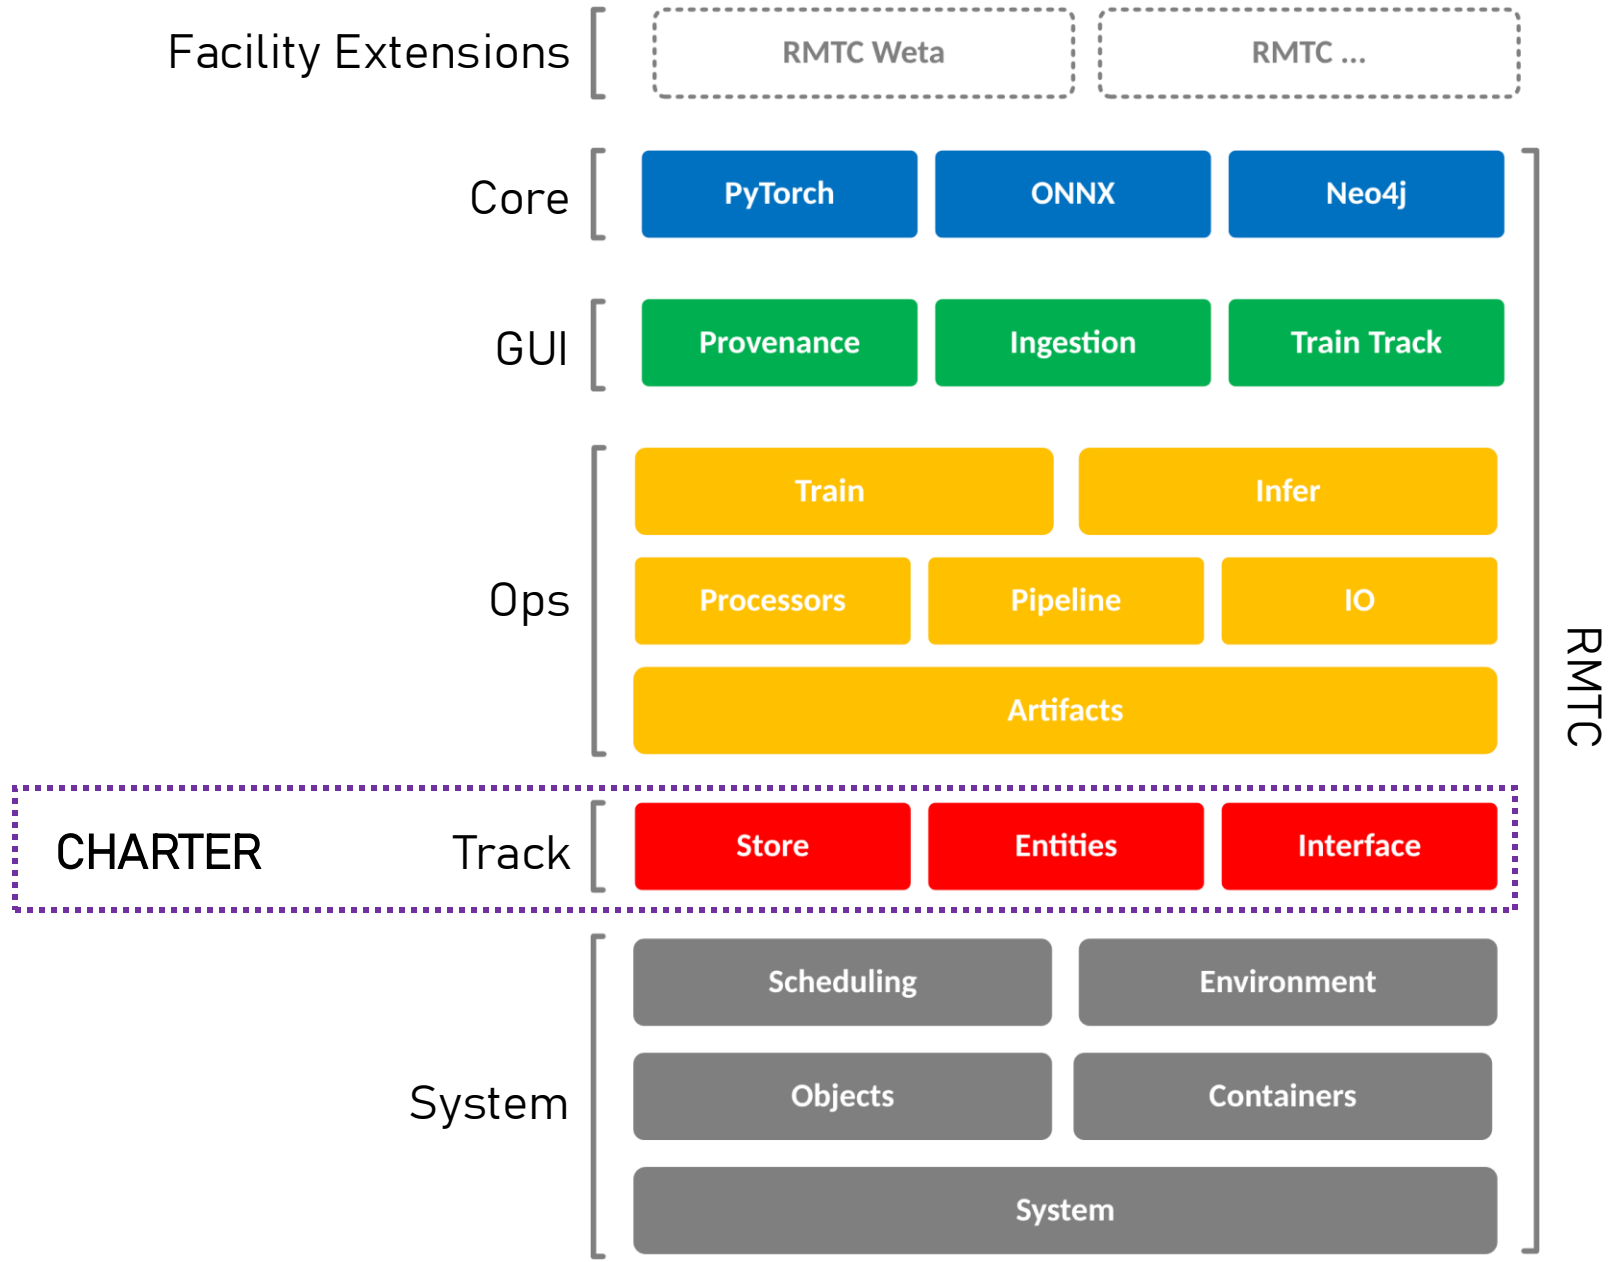 Facility Extensions
RMTC Weta
RMTC ...
Core
PyTorch
ONNX
Neo4j
GUI
Provenance
Ingestion
Train Track
Ops
Train
Infer
Processors
Pipeline
IO
Artifacts
RMTC
CHARTER
Track
Store
Entities
Interface
System
Scheduling
Environment
Objects
Containers
System